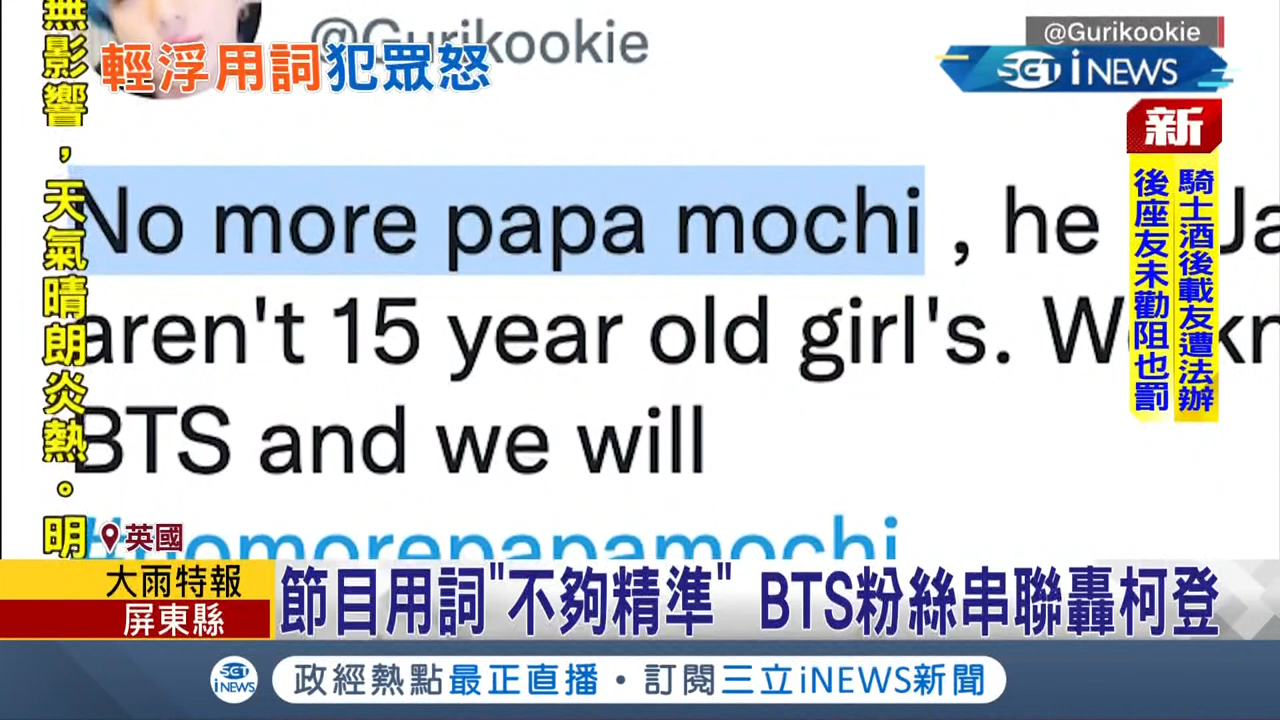 @Gurikookie
輕浮用詞犯眾怒
@Gurikookie
SET iNEWS
新
騎士酒後載友遭法辦
後座友未勸阻也罰
無影響，天氣晴朗炎熱。明
No more papa mochi , he
aren't 15 year old girl's. We
BTS and we will
#nomorepapamochi
英國
大雨特報
屏東縣
節目用詞"不夠精準" BTS粉絲串聯轟柯登
SET iNEWS
政經熱點最正直播・訂閱三立iNEWS新聞